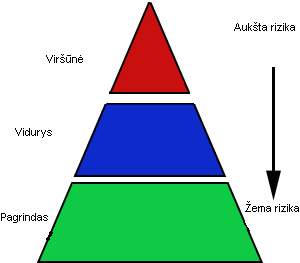 Aukšta rizika
Viršūnė
Vidurys
Žema rizika
Pagrindas